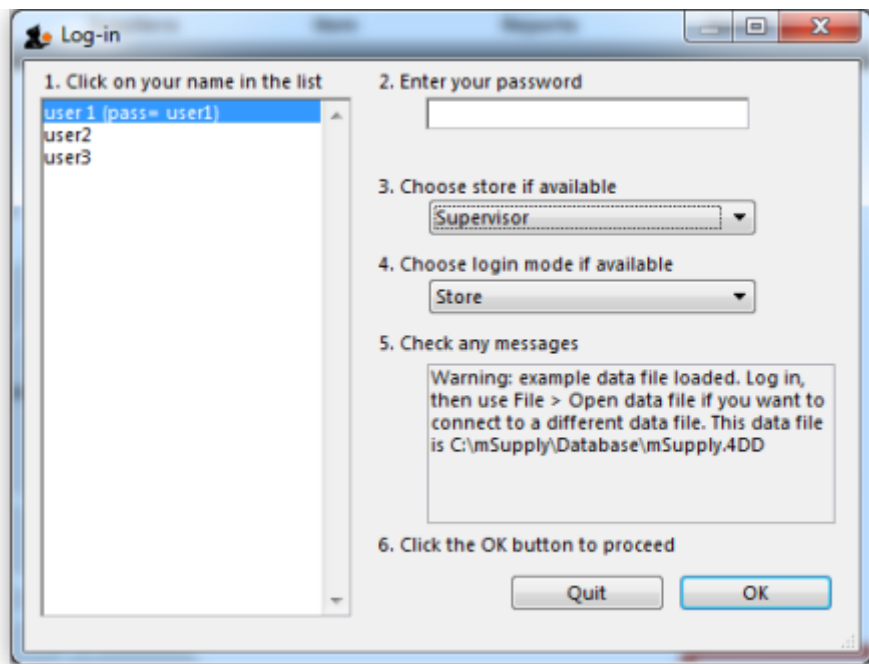 Log-in
1. Click on your name in the list
user 1 (pass= user1)
user2
user3
2. Enter your password
3. Choose store if available
Supervisor
4. Choose login mode if available
Store
5. Check any messages
Warning: example data file loaded. Log in,
then use File > Open data file if you want to
connect to a different data file. This data file
is C:\mSupply\Database\mSupply.4DD
6. Click the OK button to proceed
Quit
OK